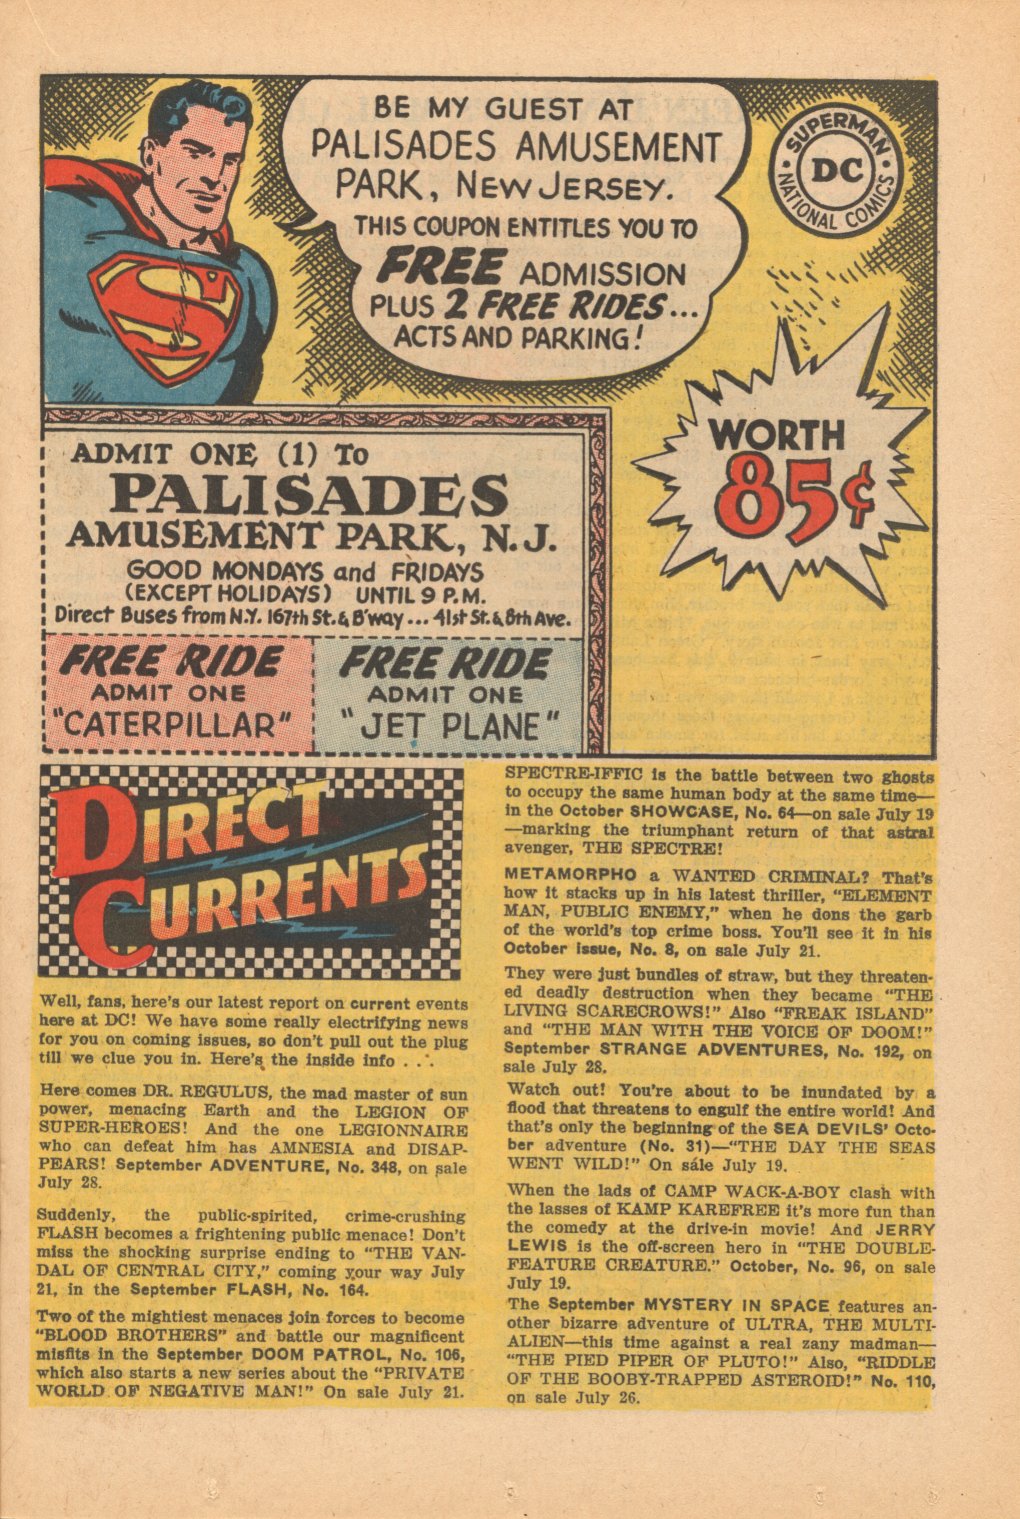 BE MY GUEST AT
PALISADES AMUSEMENT
PARK, NEW JERSEY.
THIS COUPON ENTITLES YOU TO
FREE ADMISSION
PLUS 2 FREE RIDES...
ACTS AND PARKING!
SUPERMAN
DC
NATIONAL COMICS
WORTH
85¢
ADMIT ONE (1) TO
PALISADES
AMUSEMENT PARK, N.J.
GOOD MONDAYS and FRIDAYS
(EXCEPT HOLIDAYS) UNTIL 9 P.M.
Direct Buses from N.Y. 167th St. & B'way... 41st St. & 8th Ave.
FREE RIDE
ADMIT ONE
"CATERPILLAR"
FREE RIDE
ADMIT ONE
"JET PLANE"
DIRECT
CURRENTS
Well, fans, here's our latest report on current events
here at DC! We have some really electrifying news
for you on coming issues, so don't pull out the plug
till we clue you in. Here's the inside info . . .
Here comes DR. REGULUS, the mad master of sun
power, menacing Earth and the LEGION OF
SUPER-HEROES! And the one LEGIONNAIRE
who can defeat him has AMNESIA and DISAP-
PEARS! September ADVENTURE, No. 348, on sale
July 28.
Suddenly, the public-spirited, crime-crushing
FLASH becomes a frightening public menace! Don't
miss the shocking surprise ending to "THE VAN-
DAL OF CENTRAL CITY," coming your way July
21, in the September FLASH, No. 164.
Two of the mightiest menaces join forces to become
"BLOOD BROTHERS" and battle our magnificent
misfits in the September DOOM PATROL, No. 106,
which also starts a new series about the "PRIVATE
WORLD OF NEGATIVE MAN!" On sale July 21.
SPECTRE-IFFIC is the battle between two ghosts
to occupy the same human body at the same time—
in the October SHOWCASE, No. 64—on sale July 19
—marking the triumphant return of that astral
avenger, THE SPECTRE!
METAMORPHO a WANTED CRIMINAL? That's
how it stacks up in his latest thriller, "ELEMENT
MAN, PUBLIC ENEMY," when he dons the garb
of the world's top crime boss. You'll see it in his
October issue, No. 8, on sale July 21.
They were just bundles of straw, but they threaten-
ed deadly destruction when they became "THE
LIVING SCARECROWS!" Also "FREAK ISLAND"
and "THE MAN WITH THE VOICE OF DOOM!"
September STRANGE ADVENTURES, No. 192, on
sale July 28.
Watch out! You're about to be inundated by a
flood that threatens to engulf the entire world! And
that's only the beginning of the SEA DEVILS' Octo-
ber adventure (No. 31)—"THE DAY THE SEAS
WENT WILD!" On sale July 19.
When the lads of CAMP WACK-A-BOY clash with
the lasses of KAMP KAREFREE it's more fun than
the comedy at the drive-in movie! And JERRY
LEWIS is the off-screen hero in "THE DOUBLE-
FEATURE CREATURE." October, No. 96, on sale
July 19.
The September MYSTERY IN SPACE features an-
other bizarre adventure of ULTRA, THE MULTI-
ALIEN—this time against a real zany madman—
"THE PIED PIPER OF PLUTO!" Also, "RIDDLE
OF THE BOOBY-TRAPPED ASTEROID!" No. 110,
on sale July 26.